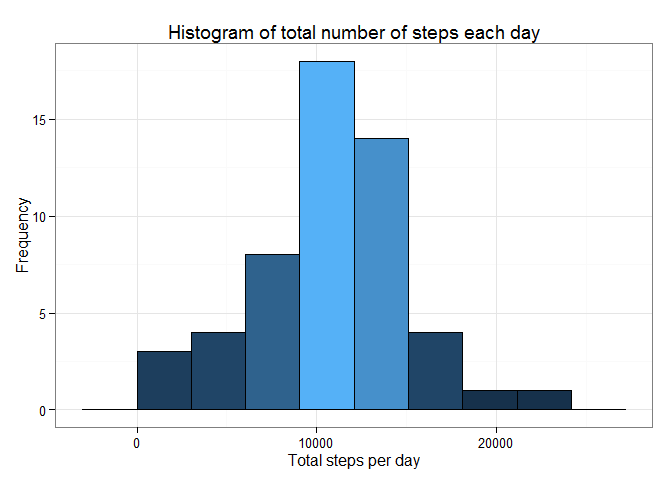 Histogram of total number of steps each day
Frequency
15
10
5
0
0
10000
20000
Total steps per day